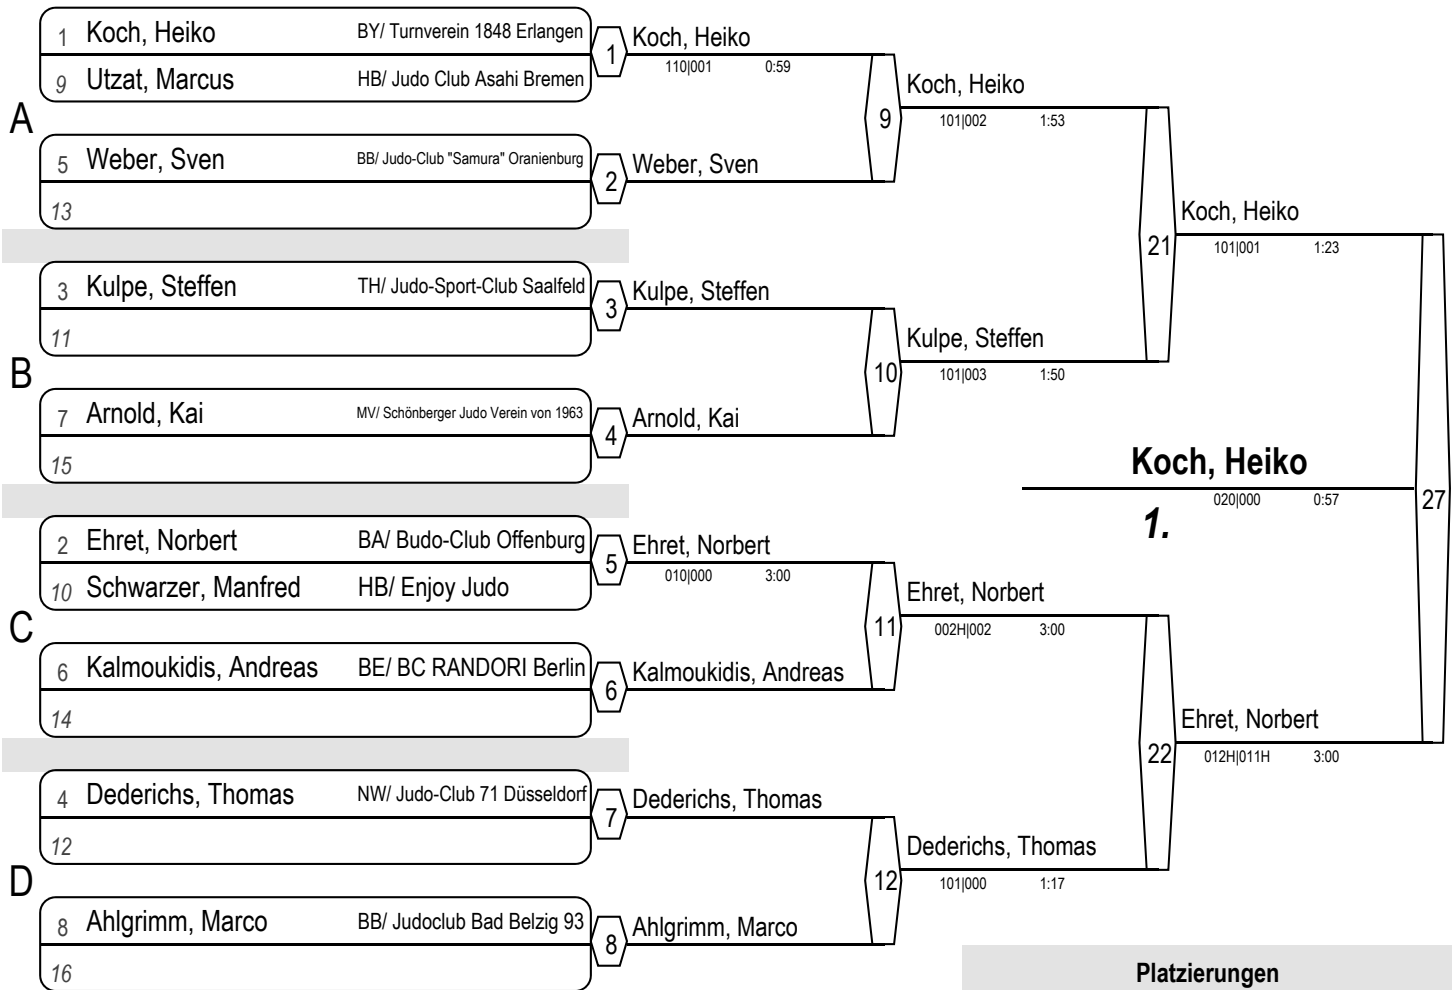 1 Koch, Heiko BY/ Turnverein 1848 Erlangen
9 Utzat, Marcus HB/ Judo Club Asahi Bremen
1 Koch, Heiko
110|001 0:59
A
5 Weber, Sven BB/ Judo-Club "Samura" Oranienburg
13
2 Weber, Sven
9 Koch, Heiko
101|002 1:53
3 Kulpe, Steffen TH/ Judo-Sport-Club Saalfeld
11
3 Kulpe, Steffen
B
7 Arnold, Kai MV/ Schönberger Judo Verein von 1963
15
4 Arnold, Kai
10 Kulpe, Steffen
101|003 1:50
21 Koch, Heiko
101|001 1:23
2 Ehret, Norbert BA/ Budo-Club Offenburg
10 Schwarzer, Manfred HB/ Enjoy Judo
5 Ehret, Norbert
010|000 3:00
C
6 Kalmoukidis, Andreas BE/ BC RANDORI Berlin
14
6 Kalmoukidis, Andreas
11 Ehret, Norbert
002H|002 3:00
4 Dederichs, Thomas NW/ Judo-Club 71 Düsseldorf
12
7 Dederichs, Thomas
D
8 Ahlgrimm, Marco BB/ Judoclub Bad Belzig 93
16
8 Ahlgrimm, Marco
12 Dederichs, Thomas
101|000 1:17
22 Ehret, Norbert
012H|011H 3:00
Koch, Heiko
27
020|000 0:57
1.
Platzierungen